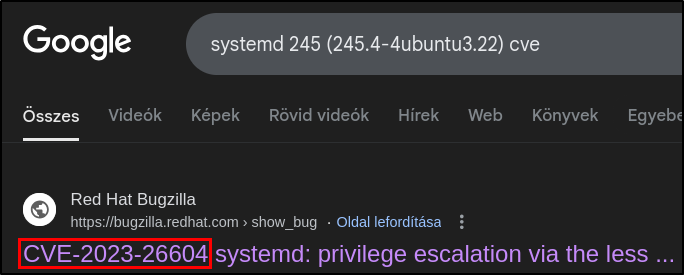 Google
systemd 245 (245.4-4ubuntu3.22) cve
Összes Videók Képek Rövid videók Hírek Web Könyvek Egyebe
Red Hat Bugzilla
https://bugzilla.redhat.com › show_bug · Oldal lefordítása
CVE-2023-26604 systemd: privilege escalation via the less ...